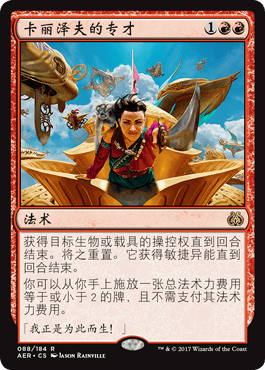 卡丽泽夫的专才 1
法术
获得目标生物或载具的操控权直到回合
结束。将之重置。它获得敏捷异能直到
回合结束。
你可以从你手上施放一张总法术力费用
等于或小于2的牌，且不需支付其法术
力费用。
「我正是为此而生！」
088/184 R
AER • CS Jason Rainville
™ & © 2017 Wizards of the Coast